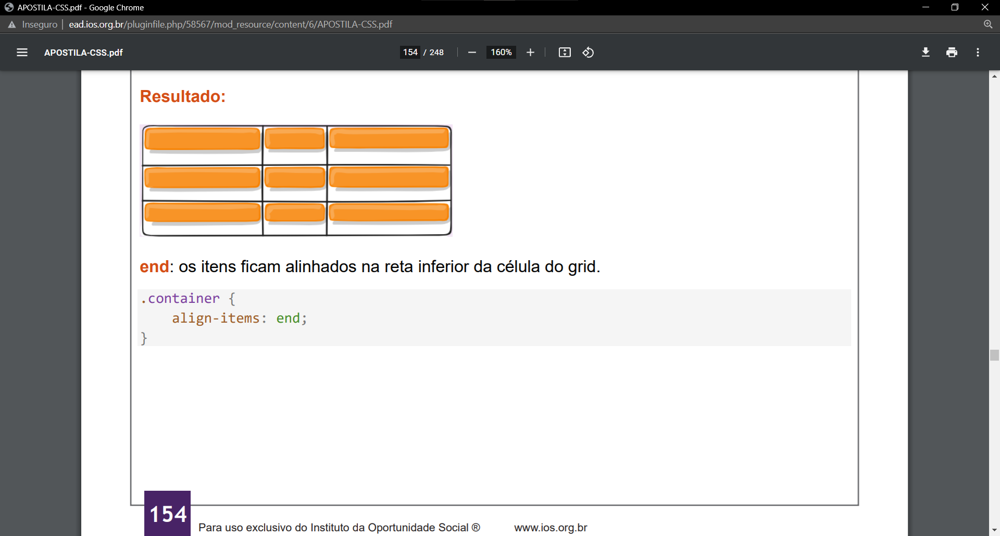 APOSTILA-CSS.pdf - Google Chrome
Inseguro | ead.ios.org.br/pluginfile.php/58567/mod_resource/content/6/APOSTILA-CSS.pdf
APOSTILA-CSS.pdf 154 / 248 160%
Resultado:
end: os itens ficam alinhados na reta inferior da célula do grid.
.container {
    align-items: end;
}
154
Para uso exclusivo do Instituto da Oportunidade Social ® www.ios.org.br